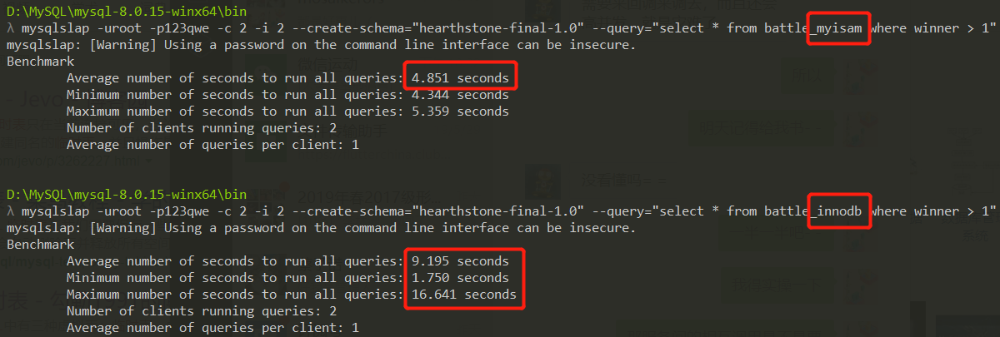 D:\MySQL\mysql-8.0.15-winx64\bin
λ mysqlslap -uroot -p123qwe -c 2 -i 2 --create-schema="hearthstone-final-1.0" --query="select * from battle_myisam where winner > 1"
mysqlslap: [Warning] Using a password on the command line interface can be insecure.
Benchmark
Average number of seconds to run all queries: 4.851 seconds
Minimum number of seconds to run all queries: 4.344 seconds
Maximum number of seconds to run all queries: 5.359 seconds
Number of clients running queries: 2
Average number of queries per client: 1
D:\MySQL\mysql-8.0.15-winx64\bin
λ mysqlslap -uroot -p123qwe -c 2 -i 2 --create-schema="hearthstone-final-1.0" --query="select * from battle_innodb where winner > 1"
mysqlslap: [Warning] Using a password on the command line interface can be insecure.
Benchmark
Average number of seconds to run all queries: 9.195 seconds
Minimum number of seconds to run all queries: 1.750 seconds
Maximum number of seconds to run all queries: 16.641 seconds
Number of clients running queries: 2
Average number of queries per client: 1